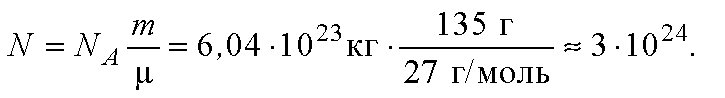 N = N_A m/μ = 6,04 · 10^23 кг · 135 г / 27 г/моль ≈ 3 · 10^24.